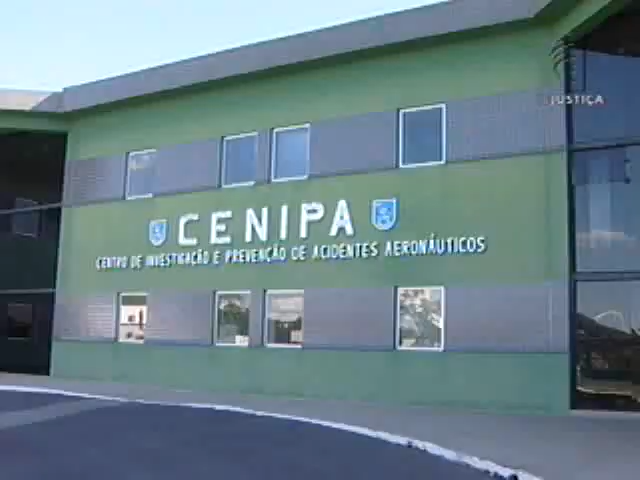 JUSTIÇA
CENIPA
CENTRO DE INVESTIGAÇÃO E PREVENÇÃO DE ACIDENTES AERONÁUTICOS